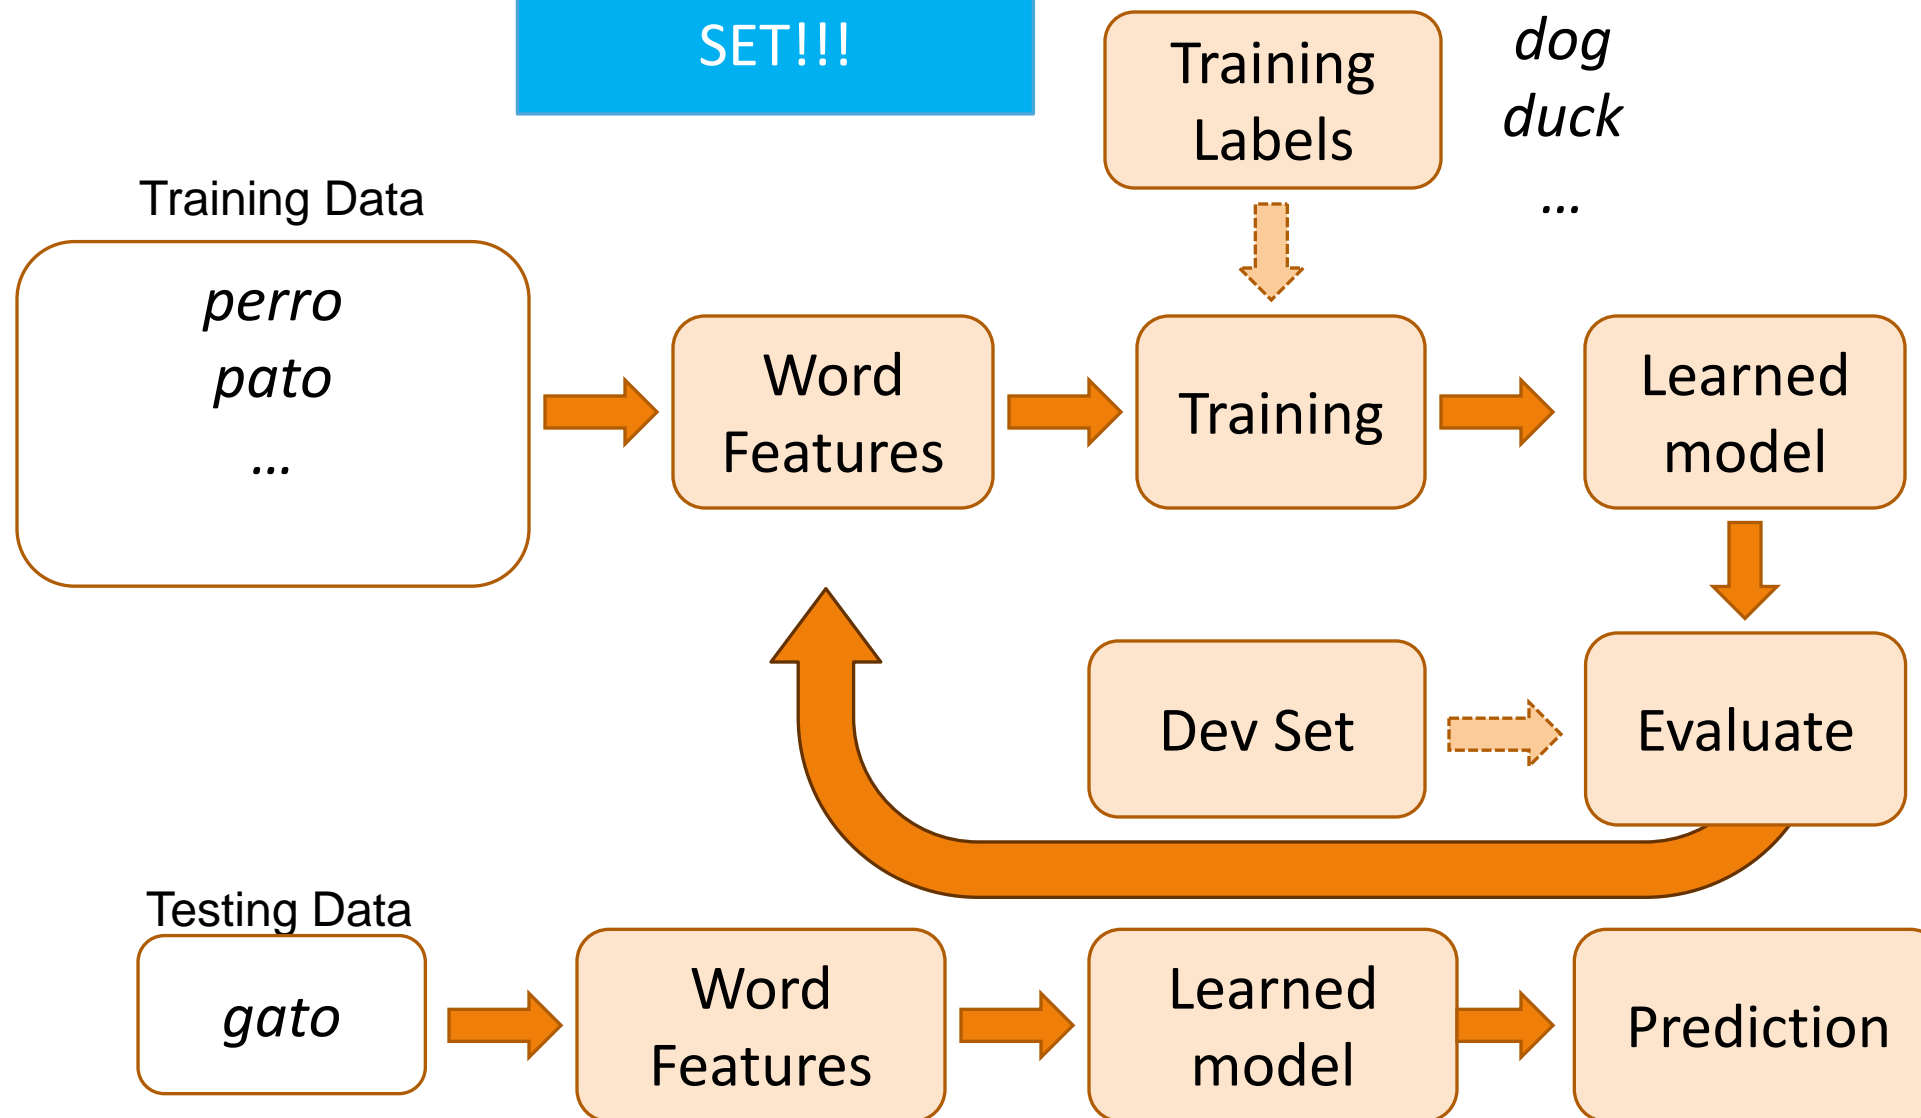 SET!!!
Training
Labels
dog
duck
…
Training Data
perro
pato
…
Word
Features
Training
Learned
model
Dev Set
Evaluate
Testing Data
gato
Word
Features
Learned
model
Prediction